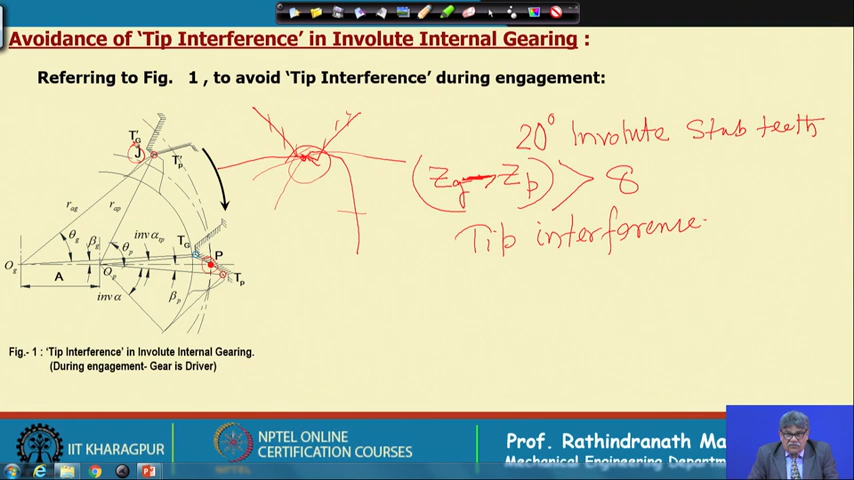 Avoidance of 'Tip Interference' in Involute Internal Gearing :
Referring to Fig. 1 , to avoid 'Tip Interference' during engagement:
20° Involute Stub teeth
(Zg - Zp) > 8
Tip interference.
T'G
J
T'p
rag
rap
inv αtp
TG
θg
βg
θp
P
Og
A
Op
Tp
inv α
βp
Fig.- 1 : 'Tip Interference' in Involute Internal Gearing.
(During engagement- Gear is Driver)
IIT KHARAGPUR
NPTEL ONLINE
CERTIFICATION COURSES
Prof. Rathindranath Ma
Mechanical Engineering Departm